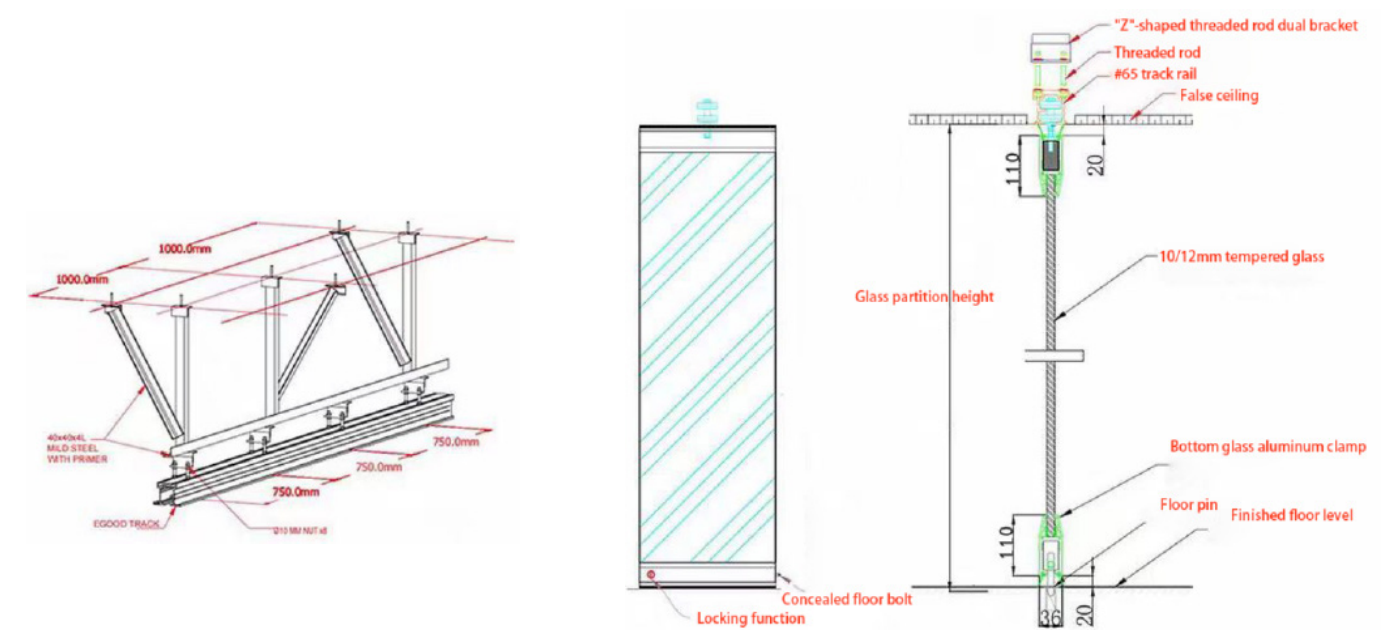 1000.0mm
1000.0mm
40x40x4L
MILD STEEL
WITH PRIMER
750.0mm
750.0mm
750.0mm
EGOOD TRACK
Ø10 MM NUT x8
Locking function
Concealed floor bolt
"Z"-shaped threaded rod dual bracket
Threaded rod
#65 track rail
False ceiling
110
20
10/12mm tempered glass
Glass partition height
Bottom glass aluminum clamp
Floor pin
Finished floor level
110
36
20